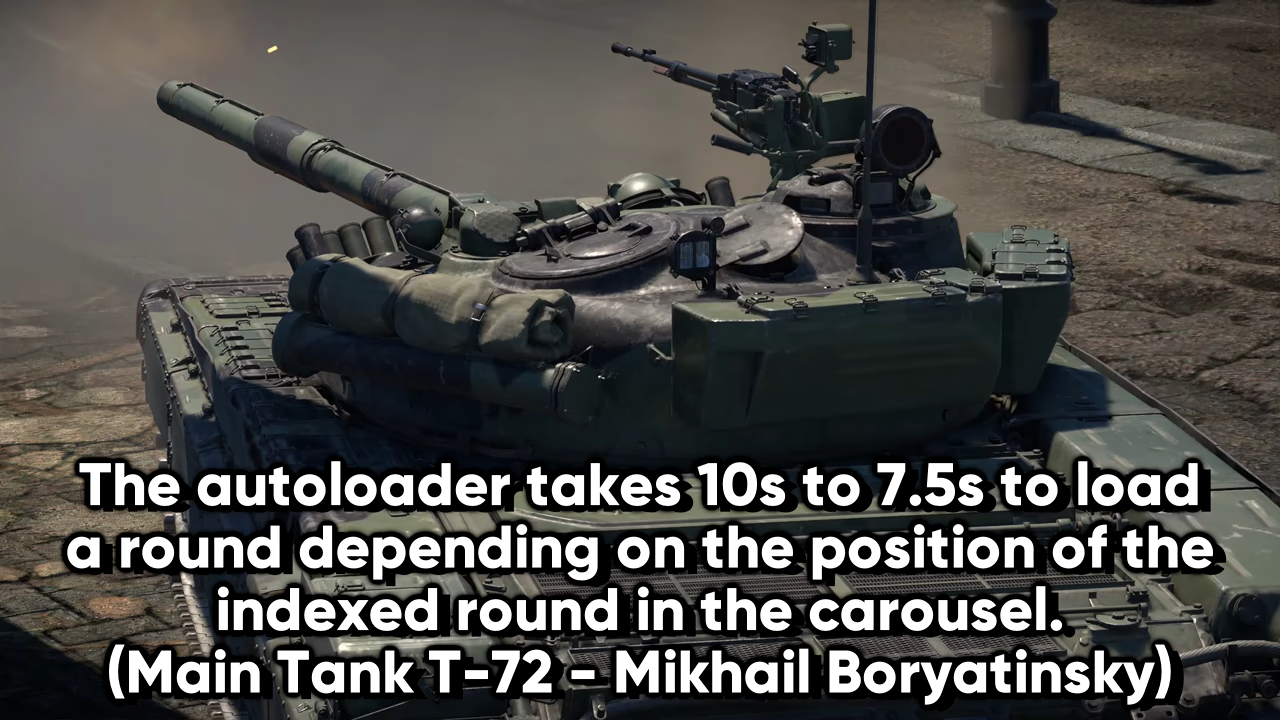 The autoloader takes 10s to 7.5s to load
a round depending on the position of the
indexed round in the carousel.
(Main Tank T-72 - Mikhail Boryatinsky)